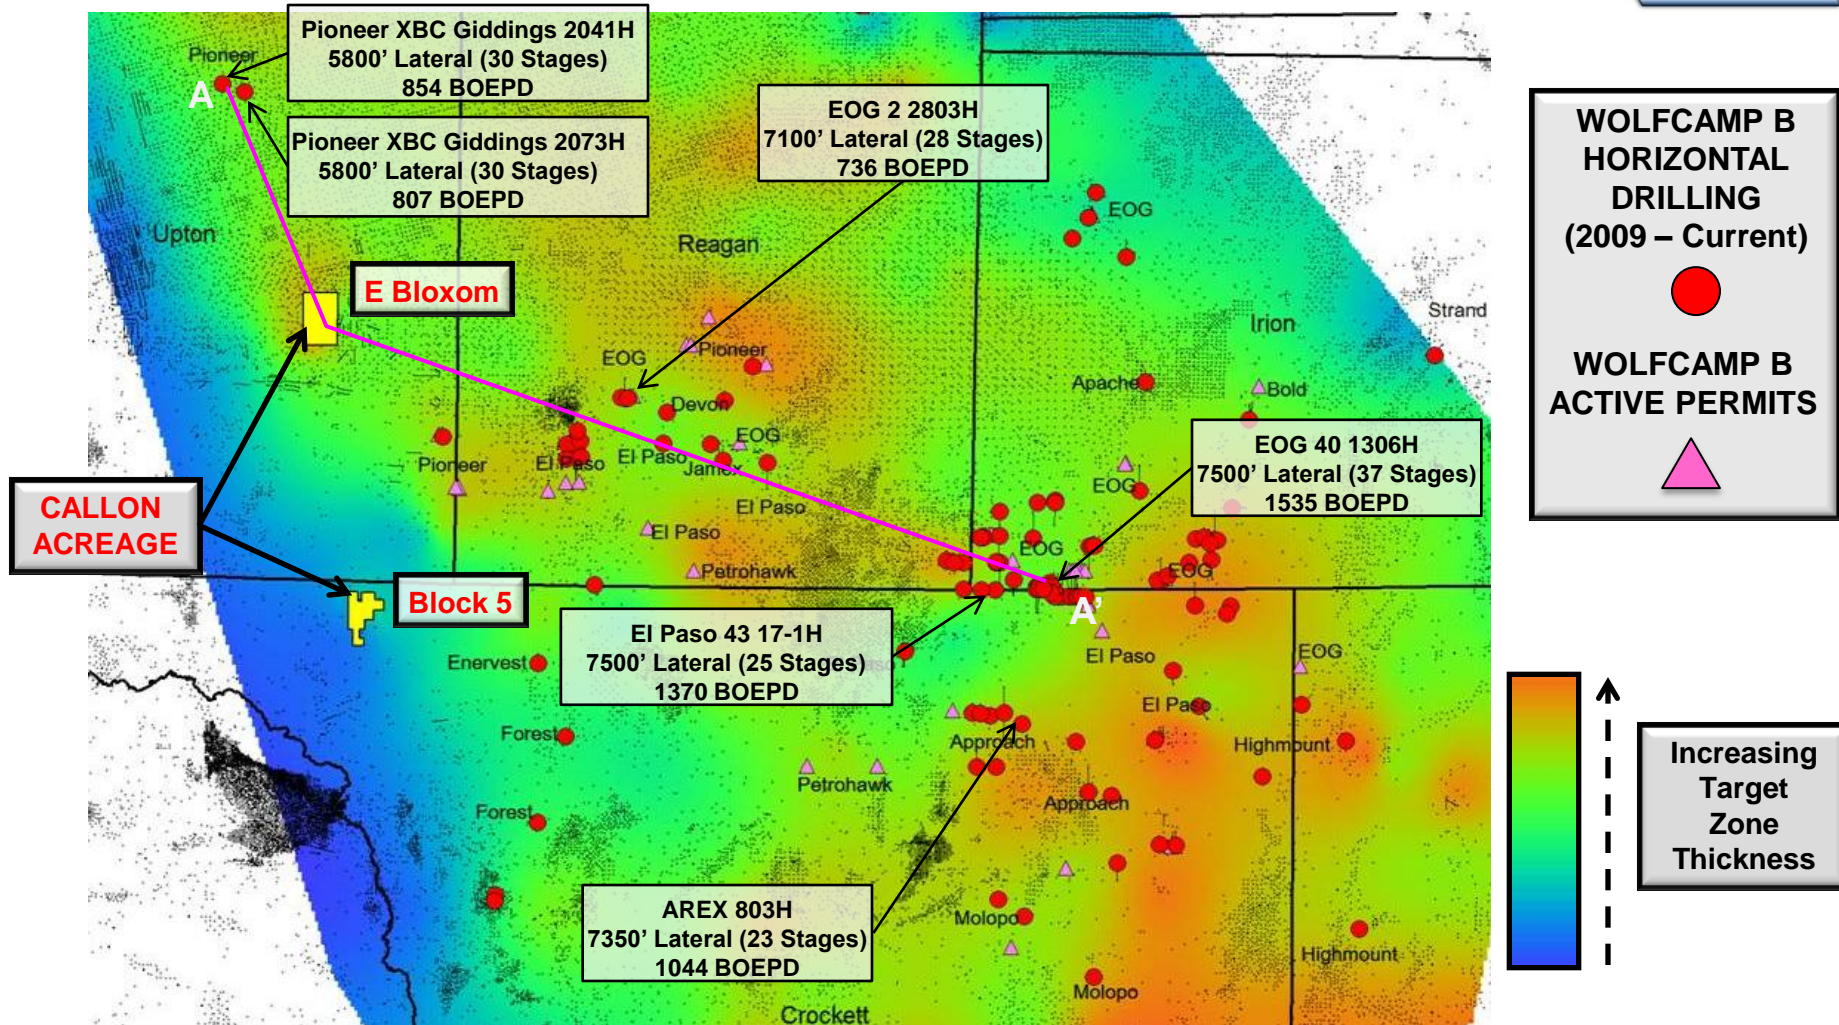 Pioneer XBC Giddings 2041H
5800’ Lateral (30 Stages)
854 BOEPD
Pioneer
A
Pioneer XBC Giddings 2073H
5800’ Lateral (30 Stages)
807 BOEPD
EOG 2 2803H
7100’ Lateral (28 Stages)
736 BOEPD
WOLFCAMP B
HORIZONTAL
DRILLING
(2009 – Current)
WOLFCAMP B
ACTIVE PERMITS
EOG
Upton
Reagan
E Bloxom
Strand
Irion
EOG
Pioneer
Apache
Bold
Devon
EOG
Pioneer
El Paso
El Paso
Jamex
EOG 40 1306H
7500’ Lateral (37 Stages)
1535 BOEPD
EOG
El Paso
El Paso
CALLON
ACREAGE
EOG
EOG
Petrohawk
Block 5
A’
El Paso 43 17-1H
7500’ Lateral (25 Stages)
1370 BOEPD
Enervest
El Paso
EOG
El Paso
Forest
Approach
Highmount
Petrohawk
Approach
Forest
Increasing
Target
Zone
Thickness
AREX 803H
7350’ Lateral (23 Stages)
1044 BOEPD
Molopo
Highmount
Molopo
Crockett